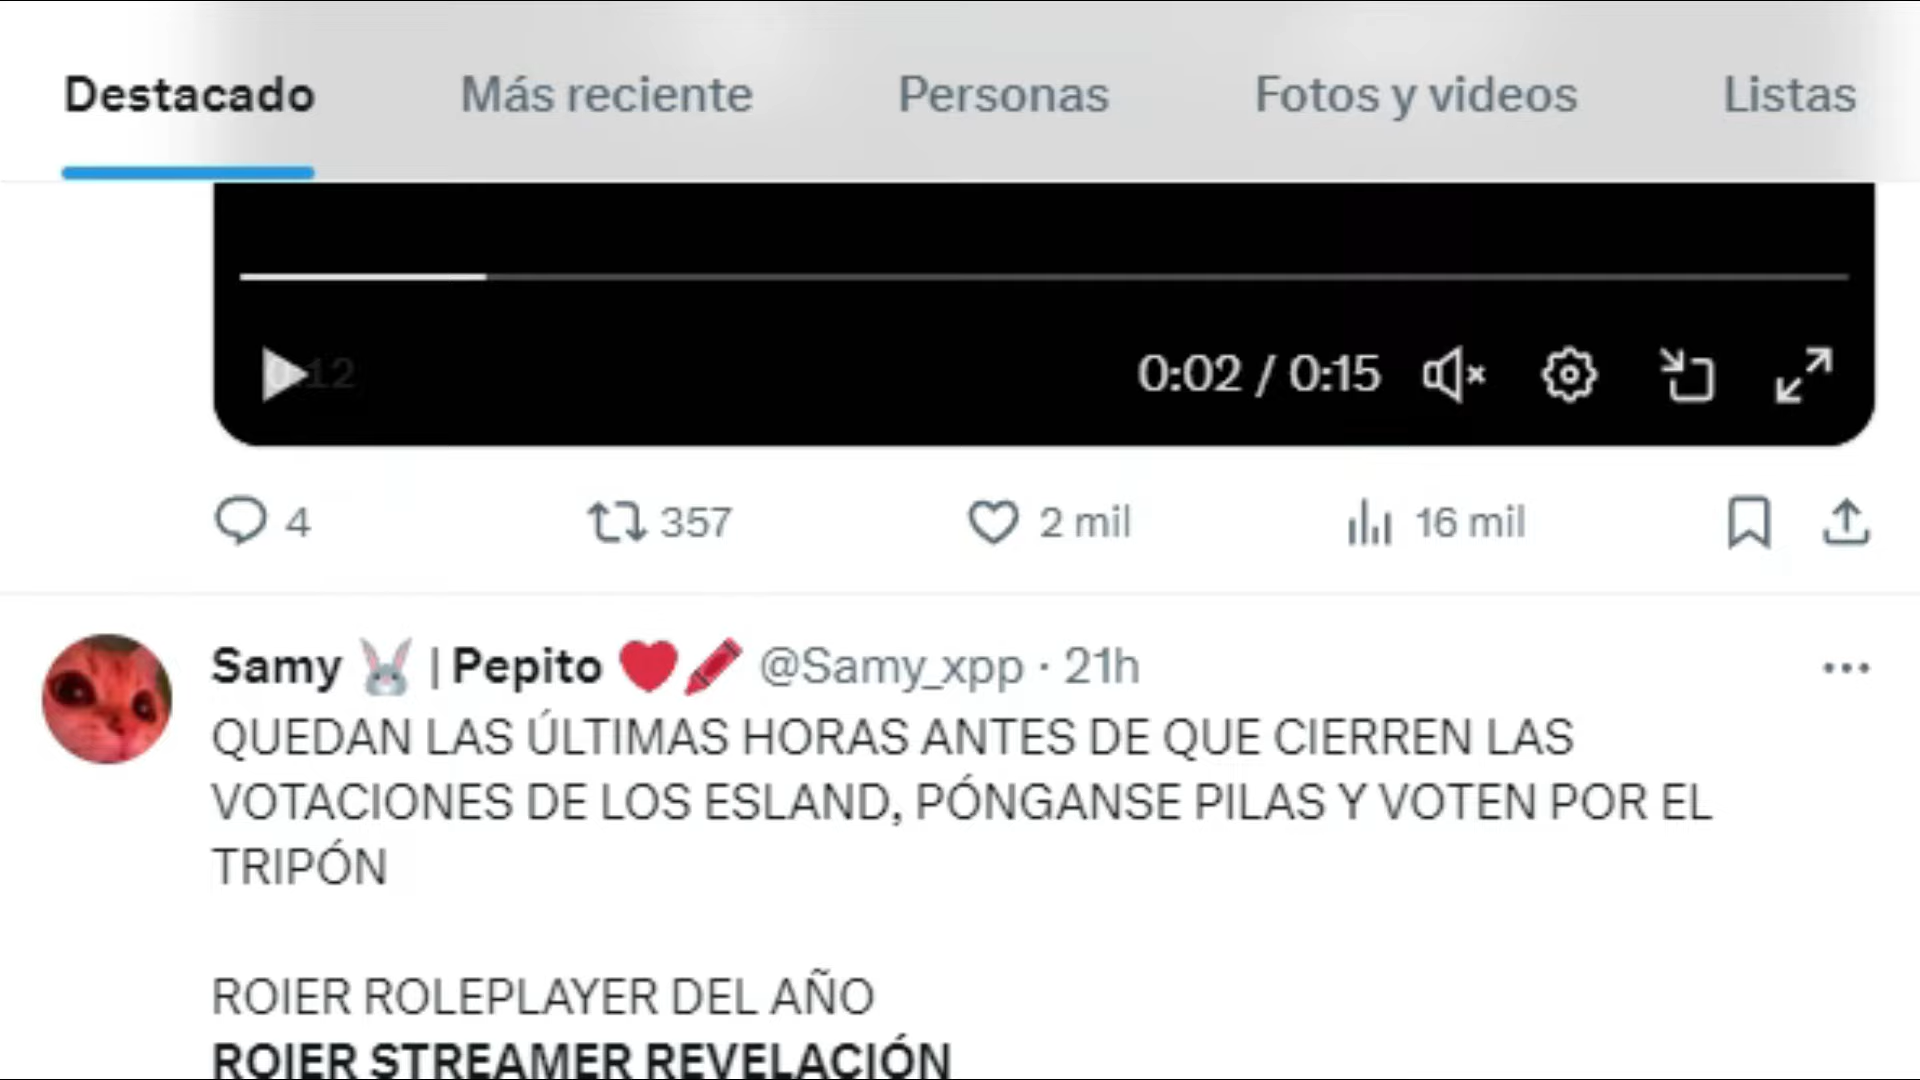 Destacado Más reciente Personas Fotos y videos Listas
0:12 0:02 / 0:15
4 357 2 mil 16 mil
Samy 🐰 | Pepito ❤️🖍️ @Samy_xpp · 21h
QUEDAN LAS ÚLTIMAS HORAS ANTES DE QUE CIERREN LAS
VOTACIONES DE LOS ESLAND, PÓNGANSE PILAS Y VOTEN POR EL
TRIPÓN
ROIER ROLEPLAYER DEL AÑO
ROIER STREAMER REVELACIÓN